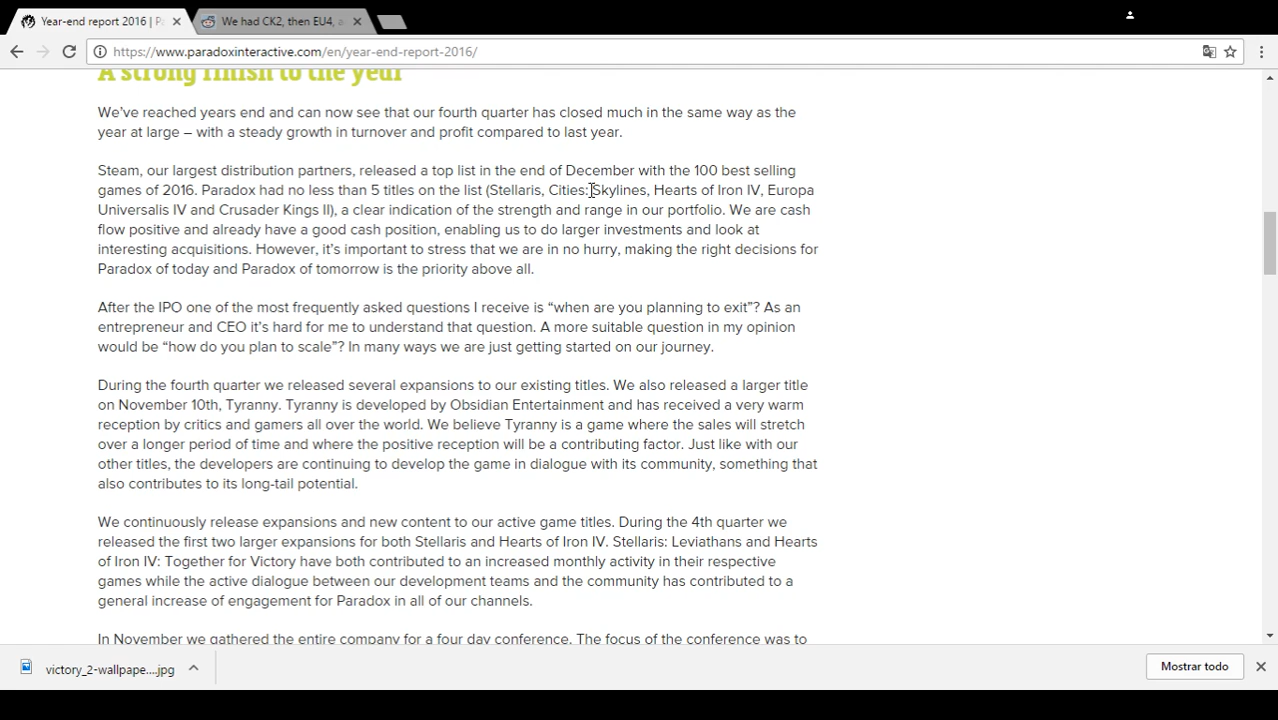 Year-end report 2016 | P
We had CK2, then EU4, a
https://www.paradoxinteractive.com/en/year-end-report-2016/
A strong finish to the year
We've reached years end and can now see that our fourth quarter has closed much in the same way as the
year at large – with a steady growth in turnover and profit compared to last year.
Steam, our largest distribution partners, released a top list in the end of December with the 100 best selling
games of 2016. Paradox had no less than 5 titles on the list (Stellaris, Cities: Skylines, Hearts of Iron IV, Europa
Universalis IV and Crusader Kings II), a clear indication of the strength and range in our portfolio. We are cash
flow positive and already have a good cash position, enabling us to do larger investments and look at
interesting acquisitions. However, it's important to stress that we are in no hurry, making the right decisions for
Paradox of today and Paradox of tomorrow is the priority above all.
After the IPO one of the most frequently asked questions I receive is “when are you planning to exit”? As an
entrepreneur and CEO it's hard for me to understand that question. A more suitable question in my opinion
would be “how do you plan to scale”? In many ways we are just getting started on our journey.
During the fourth quarter we released several expansions to our existing titles. We also released a larger title
on November 10th, Tyranny. Tyranny is developed by Obsidian Entertainment and has received a very warm
reception by critics and gamers all over the world. We believe Tyranny is a game where the sales will stretch
over a longer period of time and where the positive reception will be a contributing factor. Just like with our
other titles, the developers are continuing to develop the game in dialogue with its community, something that
also contributes to its long-tail potential.
We continuously release expansions and new content to our active game titles. During the 4th quarter we
released the first two larger expansions for both Stellaris and Hearts of Iron IV. Stellaris: Leviathans and Hearts
of Iron IV: Together for Victory have both contributed to an increased monthly activity in their respective
games while the active dialogue between our development teams and the community has contributed to a
general increase of engagement for Paradox in all of our channels.
In November we gathered the entire company for a four day conference. The focus of the conference was to
victory_2-wallpape....jpg
Mostrar todo